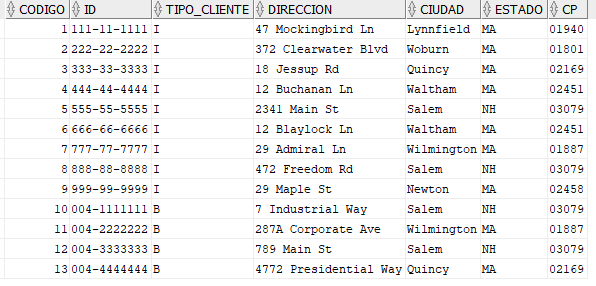 CODIGO ID TIPO_CLIENTE DIRECCION CIUDAD ESTADO CP
1 111-11-1111 I 47 Mockingbird Ln Lynnfield MA 01940
2 222-22-2222 I 372 Clearwater Blvd Woburn MA 01801
3 333-33-3333 I 18 Jessup Rd Quincy MA 02169
4 444-44-4444 I 12 Buchanan Ln Waltham MA 02451
5 555-55-5555 I 2341 Main St Salem NH 03079
6 666-66-6666 I 12 Blaylock Ln Waltham MA 02451
7 777-77-7777 I 29 Admiral Ln Wilmington MA 01887
8 888-88-8888 I 472 Freedom Rd Salem NH 03079
9 999-99-9999 I 29 Maple St Newton MA 02458
10 004-1111111 B 7 Industrial Way Salem NH 03079
11 004-2222222 B 287A Corporate Ave Wilmington MA 01887
12 004-3333333 B 789 Main St Salem NH 03079
13 004-4444444 B 4772 Presidential Way Quincy MA 02169